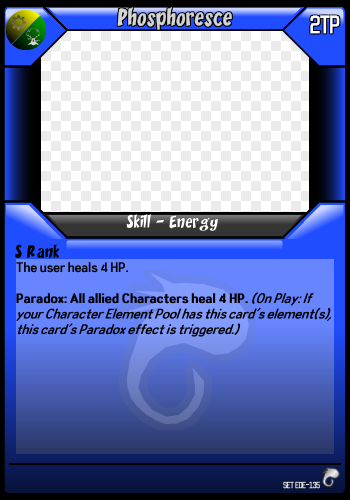 Phosphoresce
2TP
Skill - Energy
S Rank
The user heals 4 HP.
Paradox: All allied Characters heal 4 HP. (On Play: If
your Character Element Pool has this card's element(s),
this card's Paradox effect is triggered.)
SET EDE-135